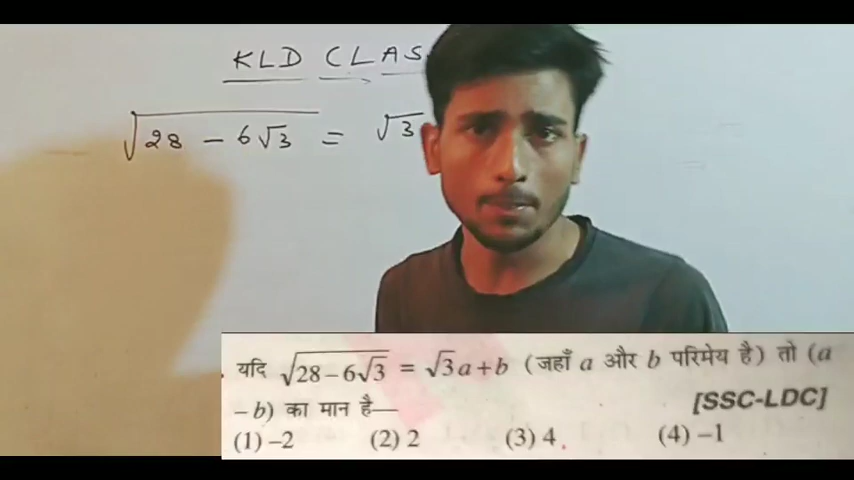 KLD CLAS
√28 − 6√3 = √3
यदि √28 − 6√3 = √3a + b (जहाँ a और b परिमेय है) तो (a
− b) का मान है—
[SSC-LDC]
(1) −2 (2) 2 (3) 4 (4) −1